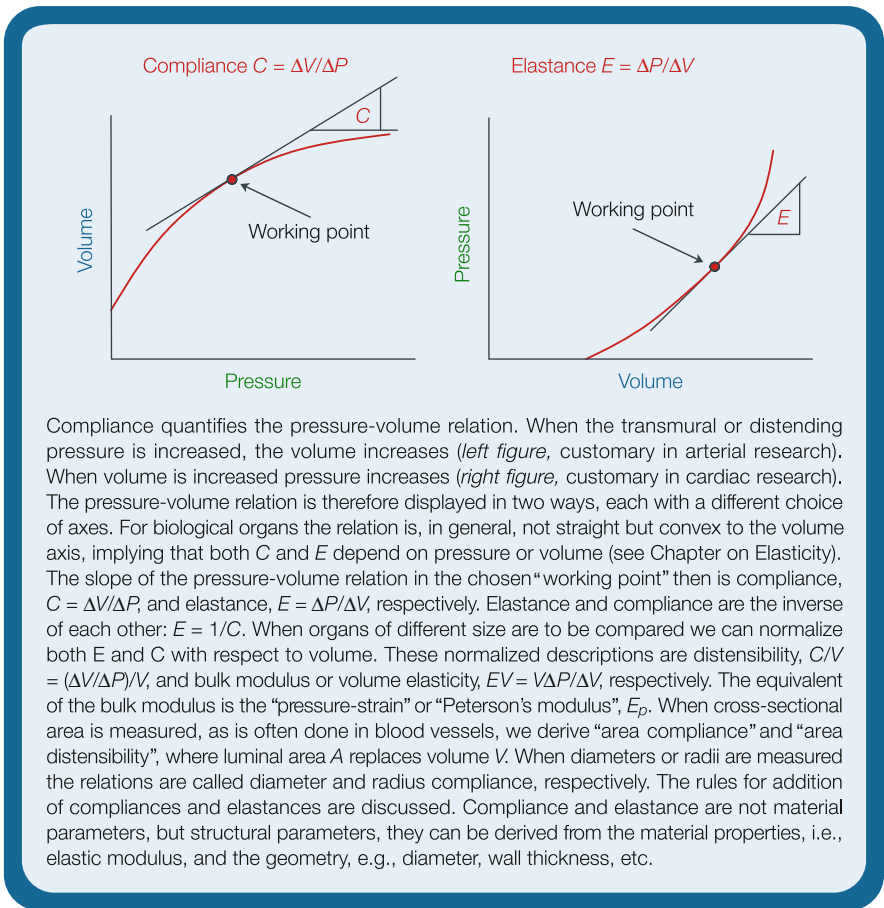 Compliance C = ΔV/ΔP
Elastance E = ΔP/ΔV
C
Working point
Volume
Pressure
Working point
E
Pressure
Volume
Compliance quantifies the pressure-volume relation. When the transmural or distending
pressure is increased, the volume increases (left figure, customary in arterial research).
When volume is increased pressure increases (right figure, customary in cardiac research).
The pressure-volume relation is therefore displayed in two ways, each with a different choice
of axes. For biological organs the relation is, in general, not straight but convex to the volume
axis, implying that both C and E depend on pressure or volume (see Chapter on Elasticity).
The slope of the pressure-volume relation in the chosen “working point” then is compliance,
C = ΔV/ΔP, and elastance, E = ΔP/ΔV, respectively. Elastance and compliance are the inverse
of each other: E = 1/C. When organs of different size are to be compared we can normalize
both E and C with respect to volume. These normalized descriptions are distensibility, C/V
= (ΔV/ΔP)/V, and bulk modulus or volume elasticity, EV = VΔP/ΔV, respectively. The equivalent
of the bulk modulus is the “pressure-strain” or “Peterson’s modulus”, Ep. When cross-sectional
area is measured, as is often done in blood vessels, we derive “area compliance” and “area
distensibility”, where luminal area A replaces volume V. When diameters or radii are measured
the relations are called diameter and radius compliance, respectively. The rules for addition
of compliances and elastances are discussed. Compliance and elastance are not material
parameters, but structural parameters, they can be derived from the material properties, i.e.,
elastic modulus, and the geometry, e.g., diameter, wall thickness, etc.